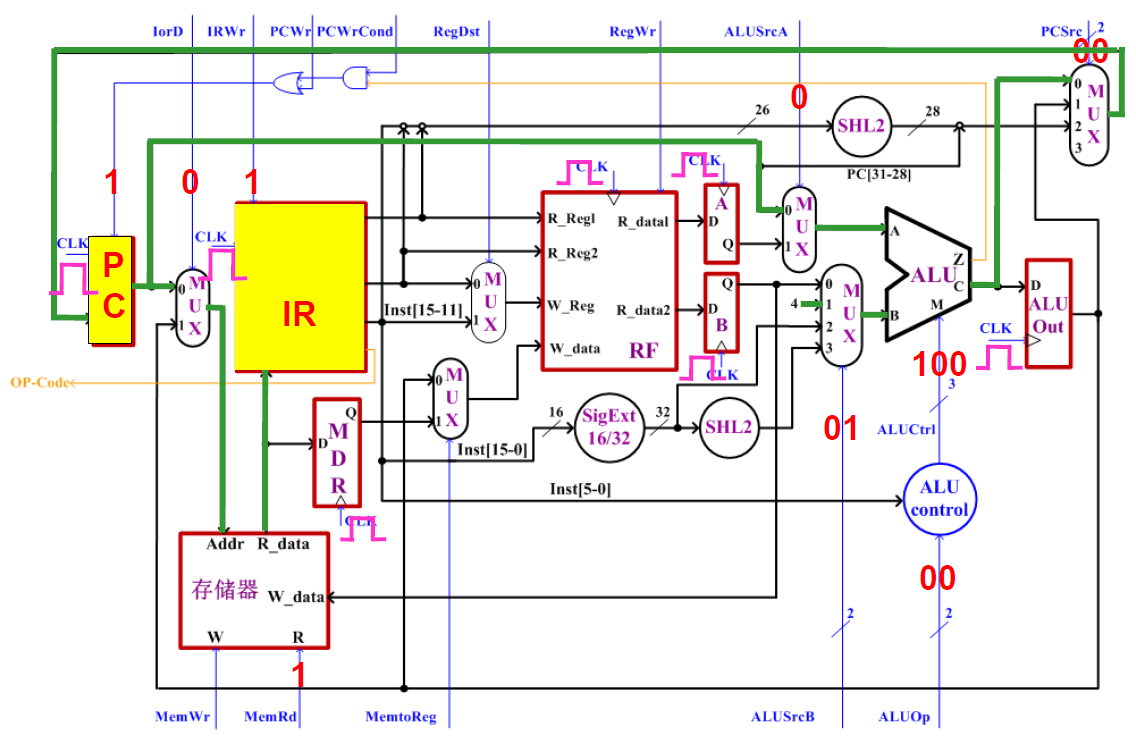 IorD IRWr PCWr PCWrCond RegDst RegWr ALUSrcA PCSrc 2
00
0 M U X 1 2 3
0
26 SHL2 28
CLK CLK
PC[31-28]
1 0 1
CLK CLK
P C
0 M U X 1
IR
R_Reg1 R_data1
R_Reg2
W_Reg R_data2
W_data RF
A D Q
0 M U X 1
A ALU Z C M B
Inst[15-11]
0 M U X 1
Q D B
CLK
4
0 1 2 3 M U X
D ALU Out
CLK
100
3
OP-Code
0 M U X 1
Q M D D R
CLK
16 SigExt 16/32 32 SHL2
01
ALUCtrl
Inst[15-0]
Inst[5-0]
ALU control
Addr R_data
存储器 W_data
W R
00
1
2 2
MemWr MemRd MemtoReg ALUSrcB ALUOp